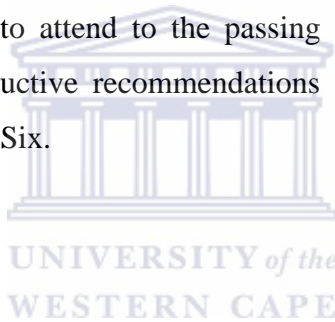 to attend to the passing
uctive recommendations
Six.
UNIVERSITY of the
WESTERN CAPE